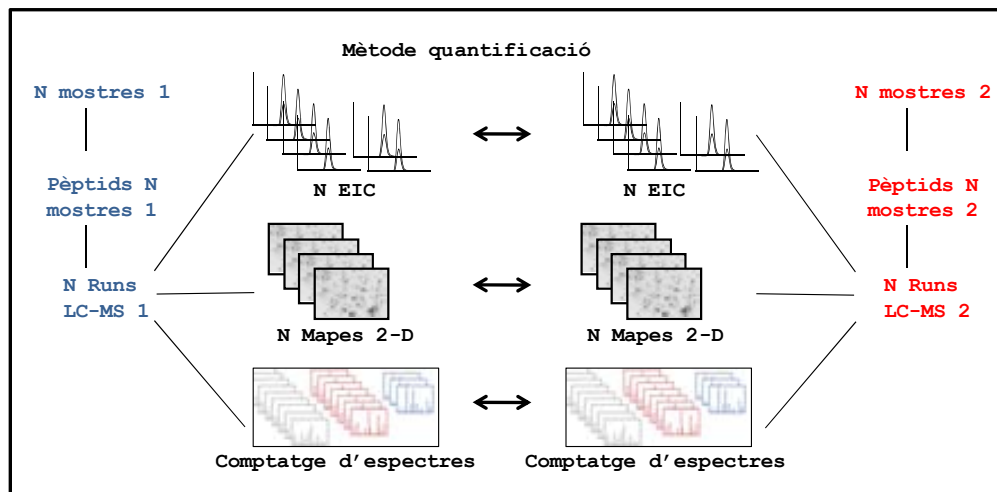 Mètode quantificació
N mostres 1
Pèptids N
mostres 1
N Runs
LC-MS 1
N EIC
N EIC
N Mapes 2-D
N Mapes 2-D
Comptatge d'espectres
Comptatge d'espectres
N mostres 2
Pèptids N
mostres 2
N Runs
LC-MS 2